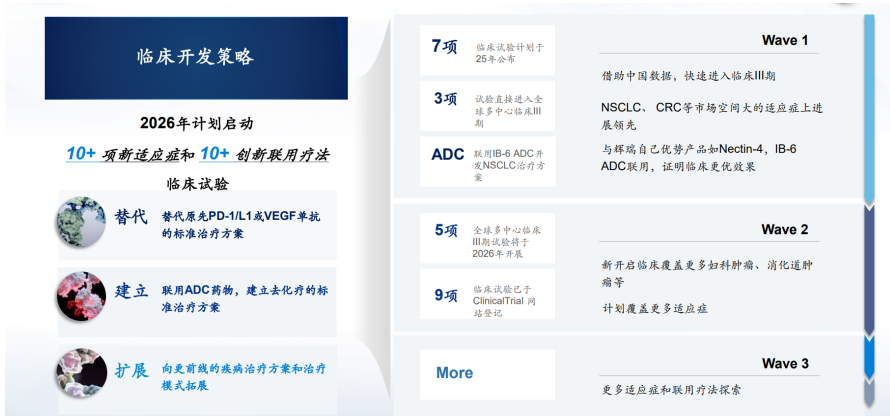 临床开发策略
2026年计划启动
10+ 项新适应症和 10+ 创新联用疗法
临床试验
替代
替代原先PD-1/L1或VEGF单抗
的标准治疗方案
建立
联用ADC药物，建立去化疗的标
准治疗方案
扩展
向更前线的疾病治疗方案和治疗
模式拓展
7项
临床试验计划于
25年公布
3项
试验直接进入全
球多中心临床III
期
ADC
联用IB-6 ADC开
发NSCLC治疗方
案
Wave 1
借助中国数据，快速进入临床III期
NSCLC、 CRC等市场空间大的适应症上进
展领先
与辉瑞自己优势产品如Nectin-4，IB-6
ADC联用，证明临床更优效果
5项
全球多中心临床
III期试验将于
2026年开展
9项
临床试验已于
ClinicalTrial 网
站登记
Wave 2
新开启临床覆盖更多妇科肿瘤、消化道肿
瘤等
计划覆盖更多适应症
More
Wave 3
更多适应症和联用疗法探索